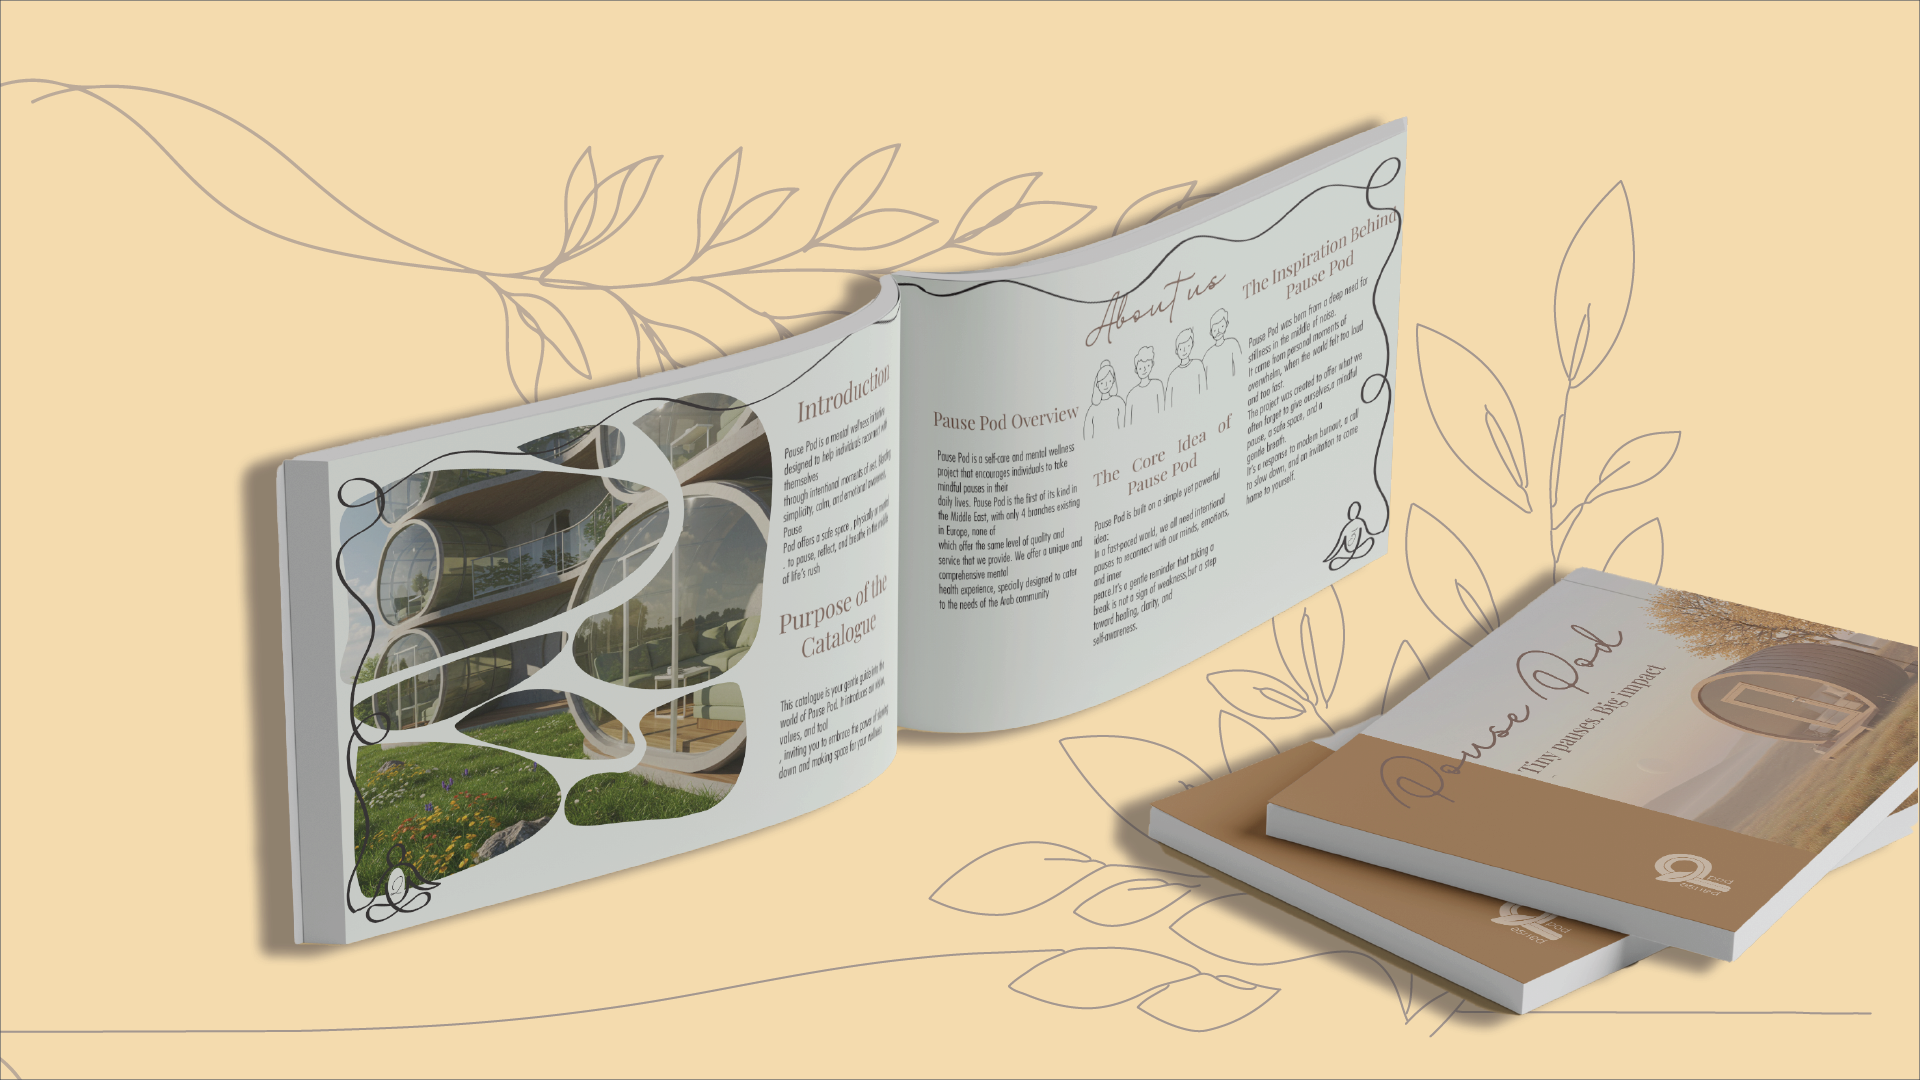 Introduction
Pause Pod is a mental wellness initiative
designed to help individuals reconnect with
themselves
through intentional moments of rest. Blending
simplicity, calm, and emotional awareness,
Pause
Pod offers a safe space , physically or mental
, to pause, reflect, and breathe in the middle
of life's rush
Purpose of the
Catalogue
This catalogue is your gentle guide into the
world of Pause Pod. It introduces our vision,
values, and tool
, inviting you to embrace the power of slowing
down and making space for your wellness
2
Pause Pod Overview
Pause Pod is a self-care and mental wellness
project that encourages individuals to take
mindful pauses in their
daily lives. Pause Pod is the first of its kind in
the Middle East, with only 4 branches existing
in Europe, none of
which offer the same level of quality and
service that we provide. We offer a unique and
comprehensive mental
health experience, specially designed to cater
to the needs of the Arab community
About us
The Core Idea of
Pause Pod
Pause Pod is built on a simple yet powerful
idea:
In a fast-paced world, we all need intentional
pauses to reconnect with our minds, emotions,
and inner
peace.It's a gentle reminder that taking a
break is not a sign of weakness,but a step
toward healing, clarity, and
self-awareness.
The Inspiration Behind
Pause Pod
Pause Pod was born from a deep need for
stillness in the middle of noise.
It came from personal moments of
overwhelm, when the world felt too loud
and too fast.
The project was created to offer what we
often forget to give ourselves,a mindful
pause, a safe space, and a
gentle breath.
It's a response to modern burnout, a call
to slow down, and an invitation to come
home to yourself.
5
Pause Pod
Tiny pauses. Big impact
pause
pod
pause
pod